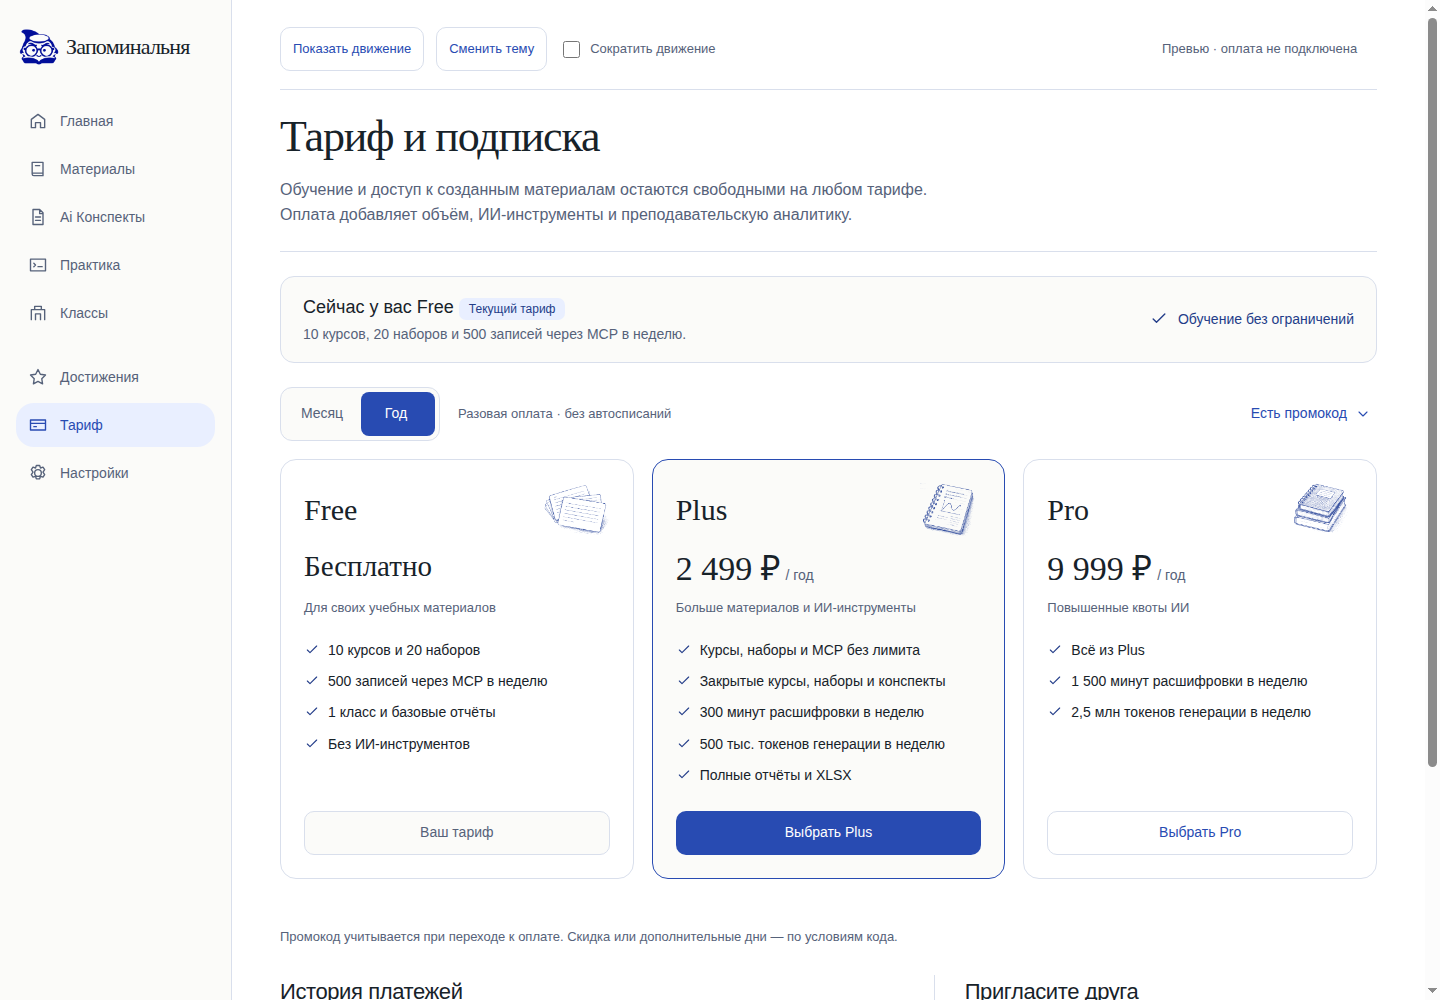 Запоминальня
Главная
Материалы
Ai Конспекты
Практика
Классы
Достижения
Тариф
Настройки
Показать движение
Сменить тему
Сократить движение
Превью · оплата не подключена
Тариф и подписка
Обучение и доступ к созданным материалам остаются свободными на любом тарифе.
Оплата добавляет объём, ИИ-инструменты и преподавательскую аналитику.
Сейчас у вас Free Текущий тариф
10 курсов, 20 наборов и 500 записей через MCP в неделю.
Обучение без ограничений
Месяц
Год
Разовая оплата · без автосписаний
Есть промокод
Free
Бесплатно
Для своих учебных материалов
10 курсов и 20 наборов
500 записей через MCP в неделю
1 класс и базовые отчёты
Без ИИ-инструментов
Ваш тариф
Plus
2 499 ₽ / год
Больше материалов и ИИ-инструменты
Курсы, наборы и MCP без лимита
Закрытые курсы, наборы и конспекты
300 минут расшифровки в неделю
500 тыс. токенов генерации в неделю
Полные отчёты и XLSX
Выбрать Plus
Pro
9 999 ₽ / год
Повышенные квоты ИИ
Всё из Plus
1 500 минут расшифровки в неделю
2,5 млн токенов генерации в неделю
Выбрать Pro
Промокод учитывается при переходе к оплате. Скидка или дополнительные дни — по условиям кода.
История платежей
Пригласите друга